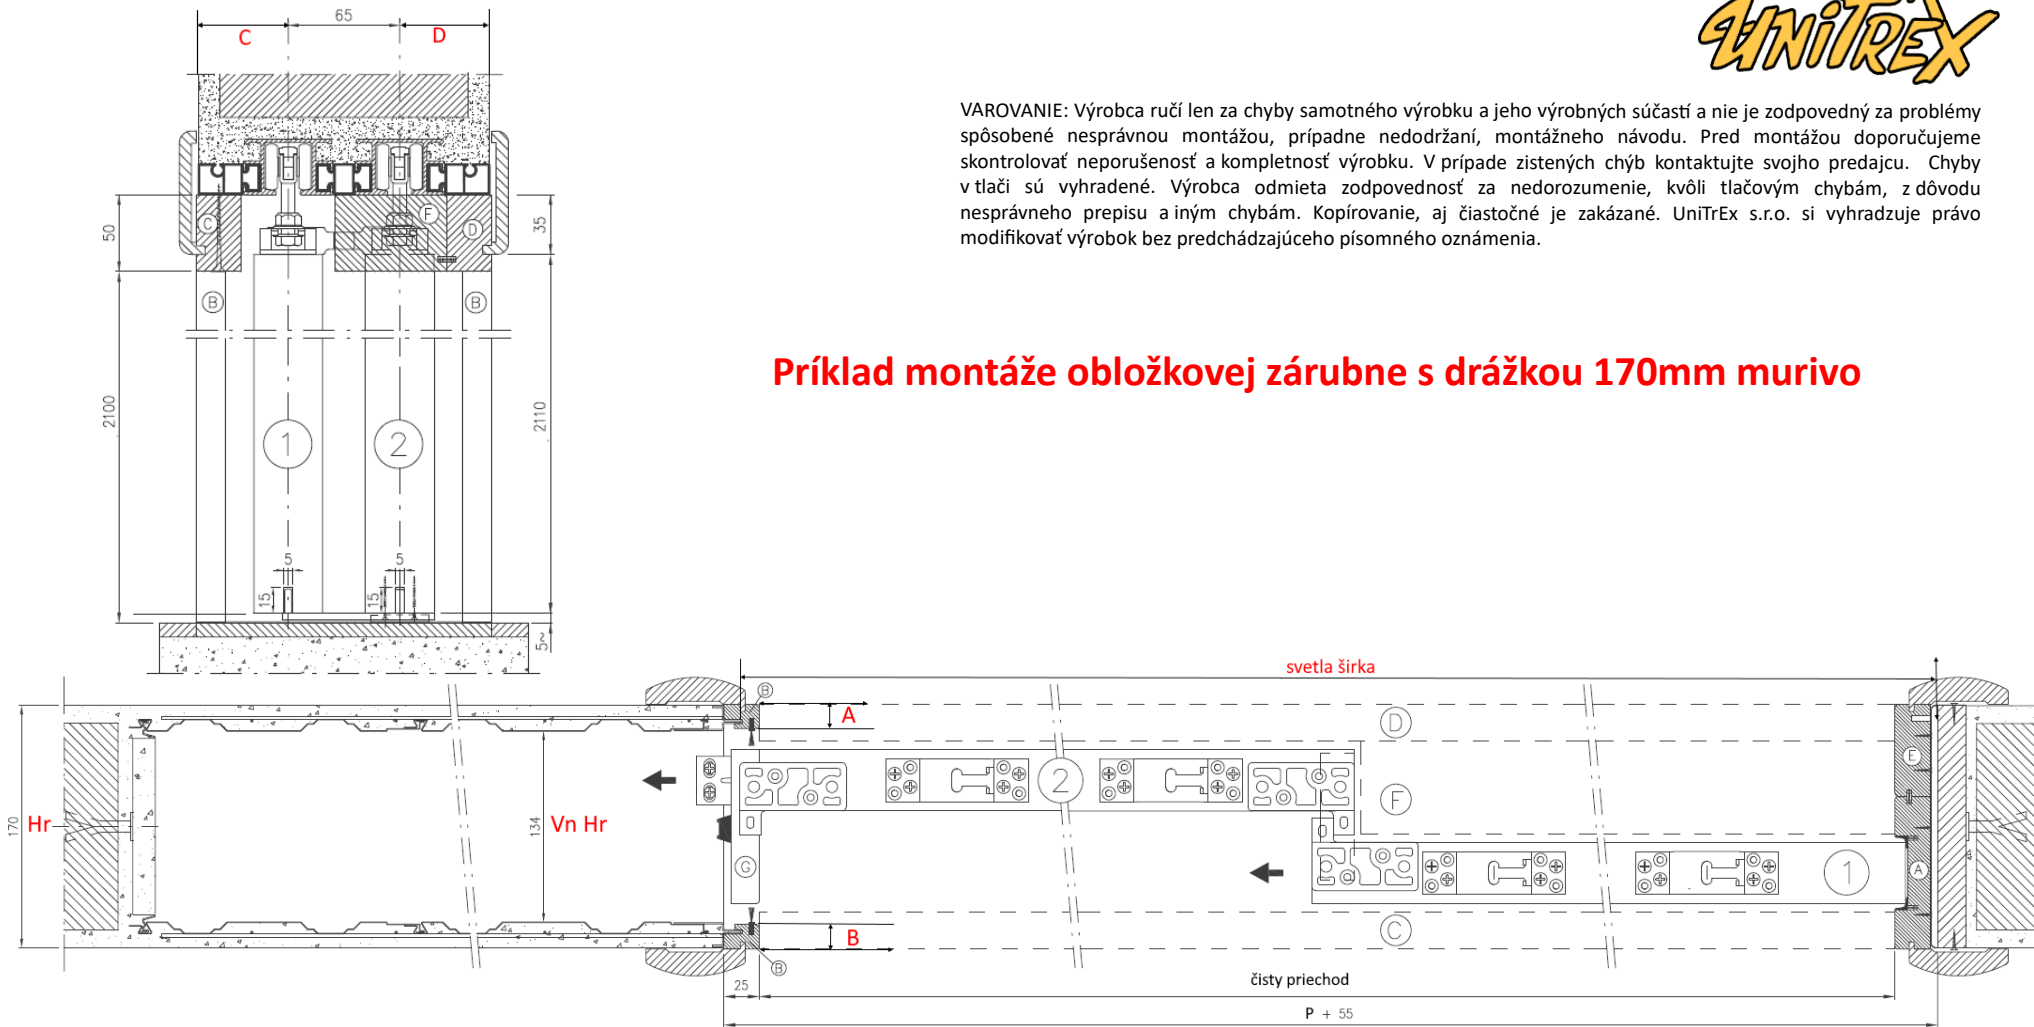 65
C
D
UNiTREX
VAROVANIE: Výrobca ručí len za chyby samotného výrobku a jeho výrobných súčastí a nie je zodpovedný za problémy
spôsobené nesprávnou montážou, prípadne nedodržaní, montážneho návodu. Pred montážou doporučujeme
skontrolovať neporušenosť a kompletnosť výrobku. V prípade zistených chýb kontaktujte svojho predajcu. Chyby
v tlači sú vyhradené. Výrobca odmieta zodpovednosť za nedorozumenie, kvôli tlačovým chybám, z dôvodu
nesprávneho prepisu a iným chybám. Kopírovanie, aj čiastočné je zakázané. UniTrEx s.r.o. si vyhradzuje právo
modifikovať výrobok bez predchádzajúceho písomného oznámenia.
50
C
F
D
35
B
B
Príklad montáže obložkovej zárubne s drážkou 170mm murivo
2100
2110
1
2
5
5
15
15
5~
svetla širka
B
A
D
E
2
170
Hr
134
Vn Hr
F
G
1
A
B
C
B
25
čisty priechod
P + 55